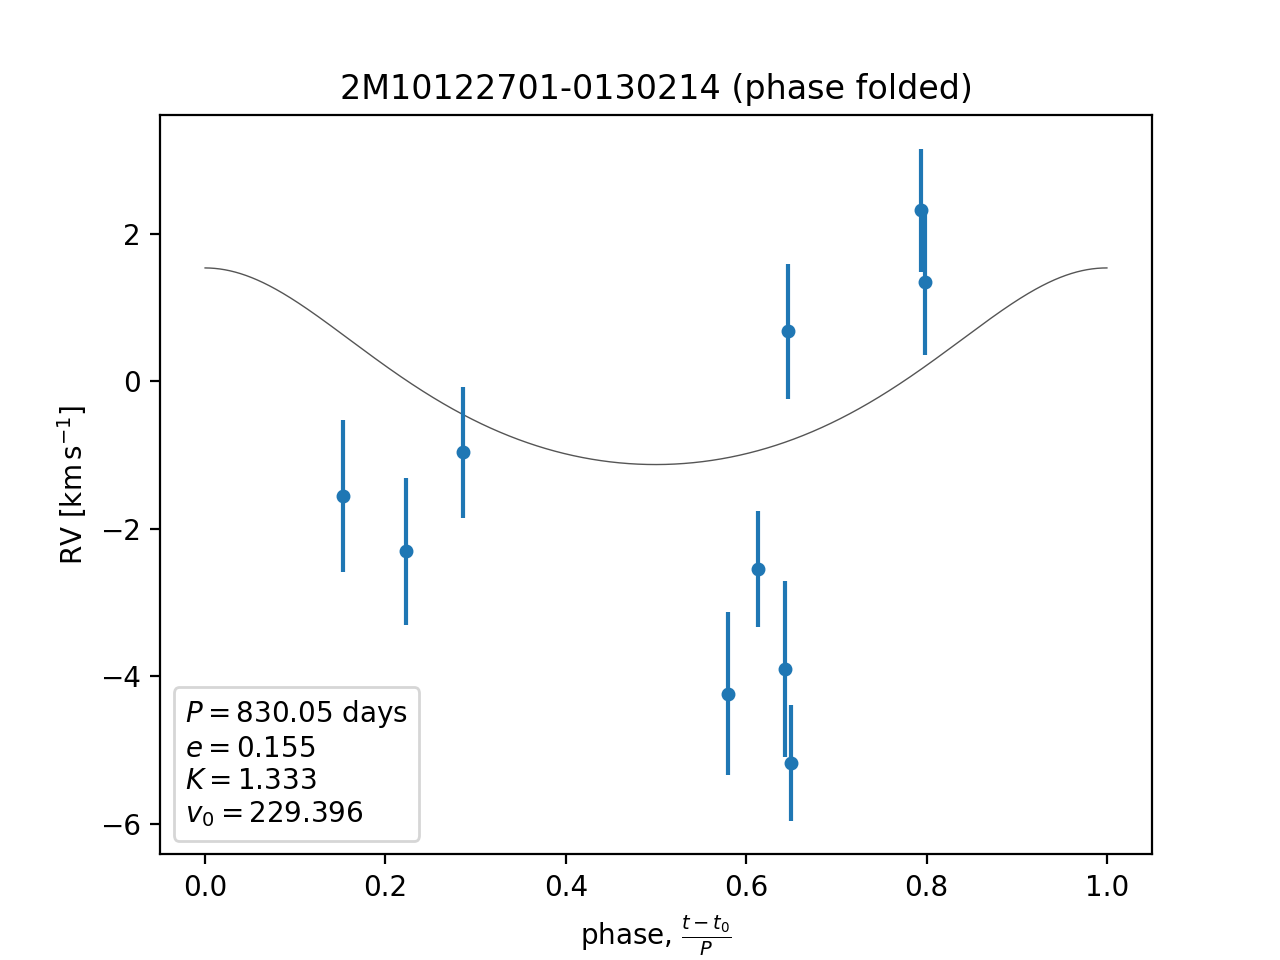 2M10122701-0130214 (phase folded)
RV [km s⁻¹]
2
0
−2
−4
−6
P = 830.05 days
e = 0.155
K = 1.333
v₀ = 229.396
0.0 0.2 0.4 0.6 0.8 1.0
phase, (t − t₀)/P